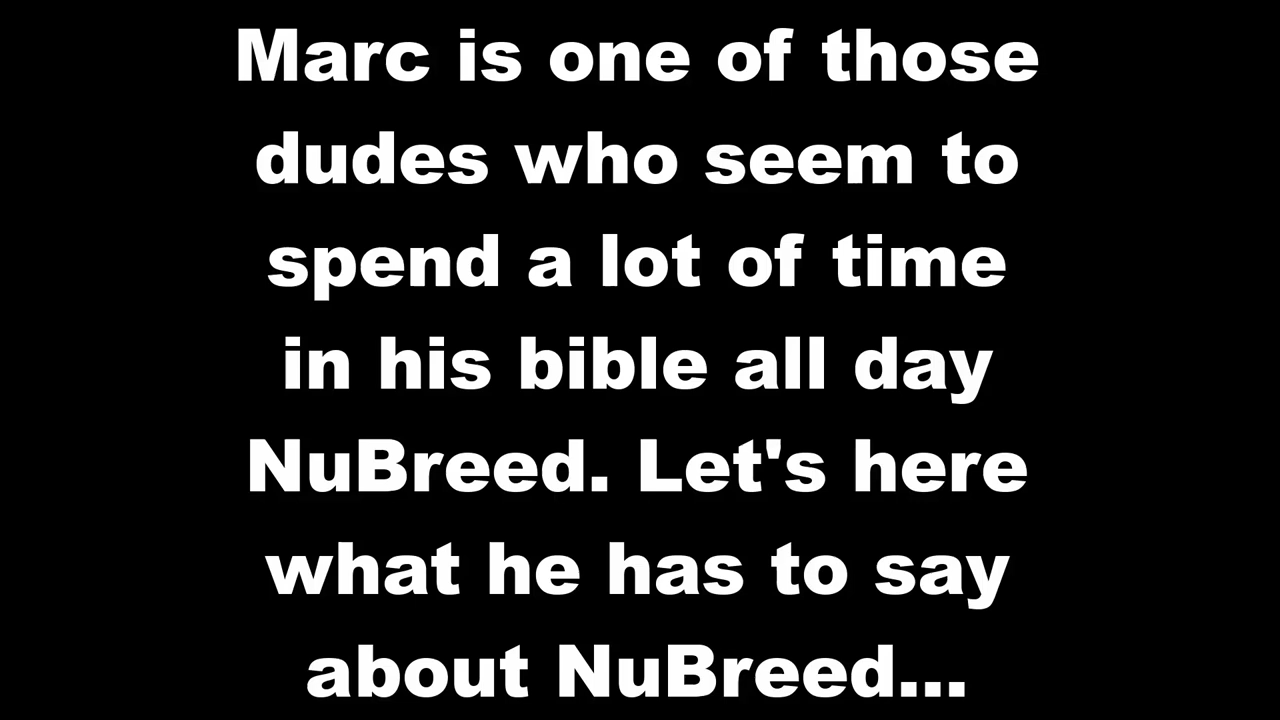 Marc is one of those
dudes who seem to
spend a lot of time
in his bible all day
NuBreed. Let's here
what he has to say
about NuBreed...